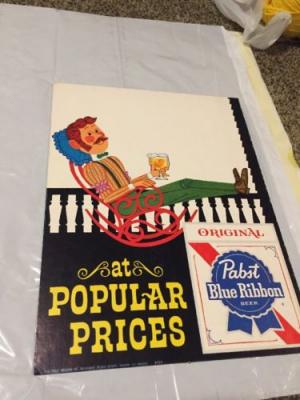 ORIGINAL
Pabst
Blue Ribbon
BEER
at
POPULAR
PRICES